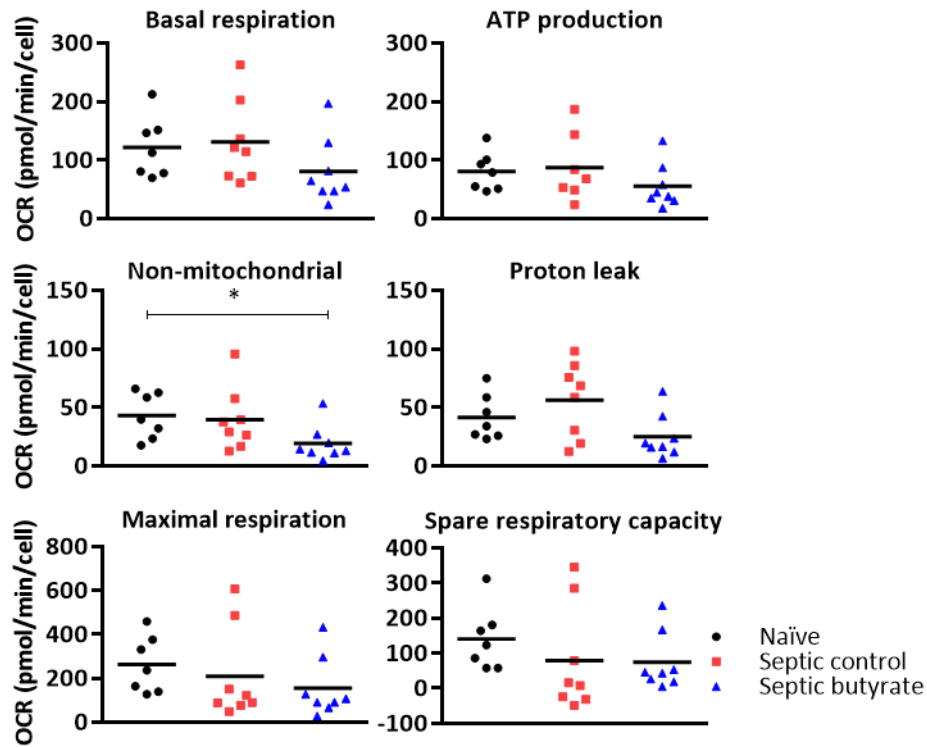 Basal respiration
OCR (pmol/min/cell)
300
200
100
0
ATP production
300
200
100
0
Non-mitochondrial
OCR (pmol/min/cell)
150
100
50
0
*
Proton leak
150
100
50
0
Maximal respiration
OCR (pmol/min/cell)
800
600
400
200
0
Spare respiratory capacity
400
300
200
100
0
-100
Naïve
Septic control
Septic butyrate